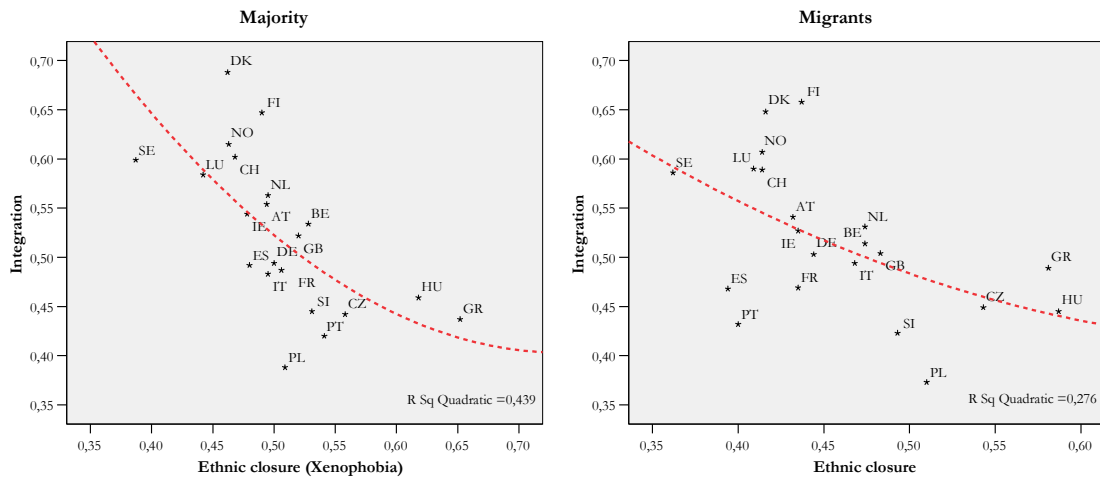 Majority
Integration
0,70
0,65
0,60
0,55
0,50
0,45
0,40
0,35
DK
FI
NO
SE
LU
CH
NL
AT
BE
IE
GB
ES
DE
IT
FR
HU
SI
CZ
GR
PT
PL
R Sq Quadratic =0,439
0,35 0,40 0,45 0,50 0,55 0,60 0,65 0,70
Ethnic closure (Xenophobia)
Migrants
Integration
0,70
0,65
0,60
0,55
0,50
0,45
0,40
0,35
DK
FI
NO
LU
SE
CH
AT
NL
IE
DE
BE
GB
GR
IT
ES
FR
CZ
HU
PT
SI
PL
R Sq Quadratic =0,276
0,35 0,40 0,45 0,50 0,55 0,60
Ethnic closure